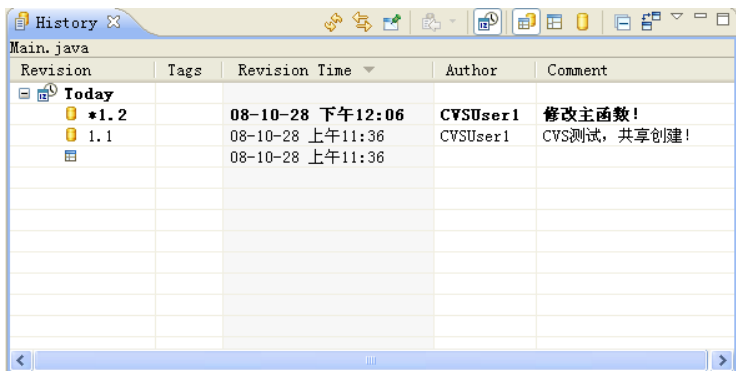 History
Main.java
Revision Tags Revision Time Author Comment
Today
*1.2 08-10-28 下午12:06 CVSUser1 修改主函数!
1.1 08-10-28 上午11:36 CVSUser1 CVS测试，共享创建!
08-10-28 上午11:36